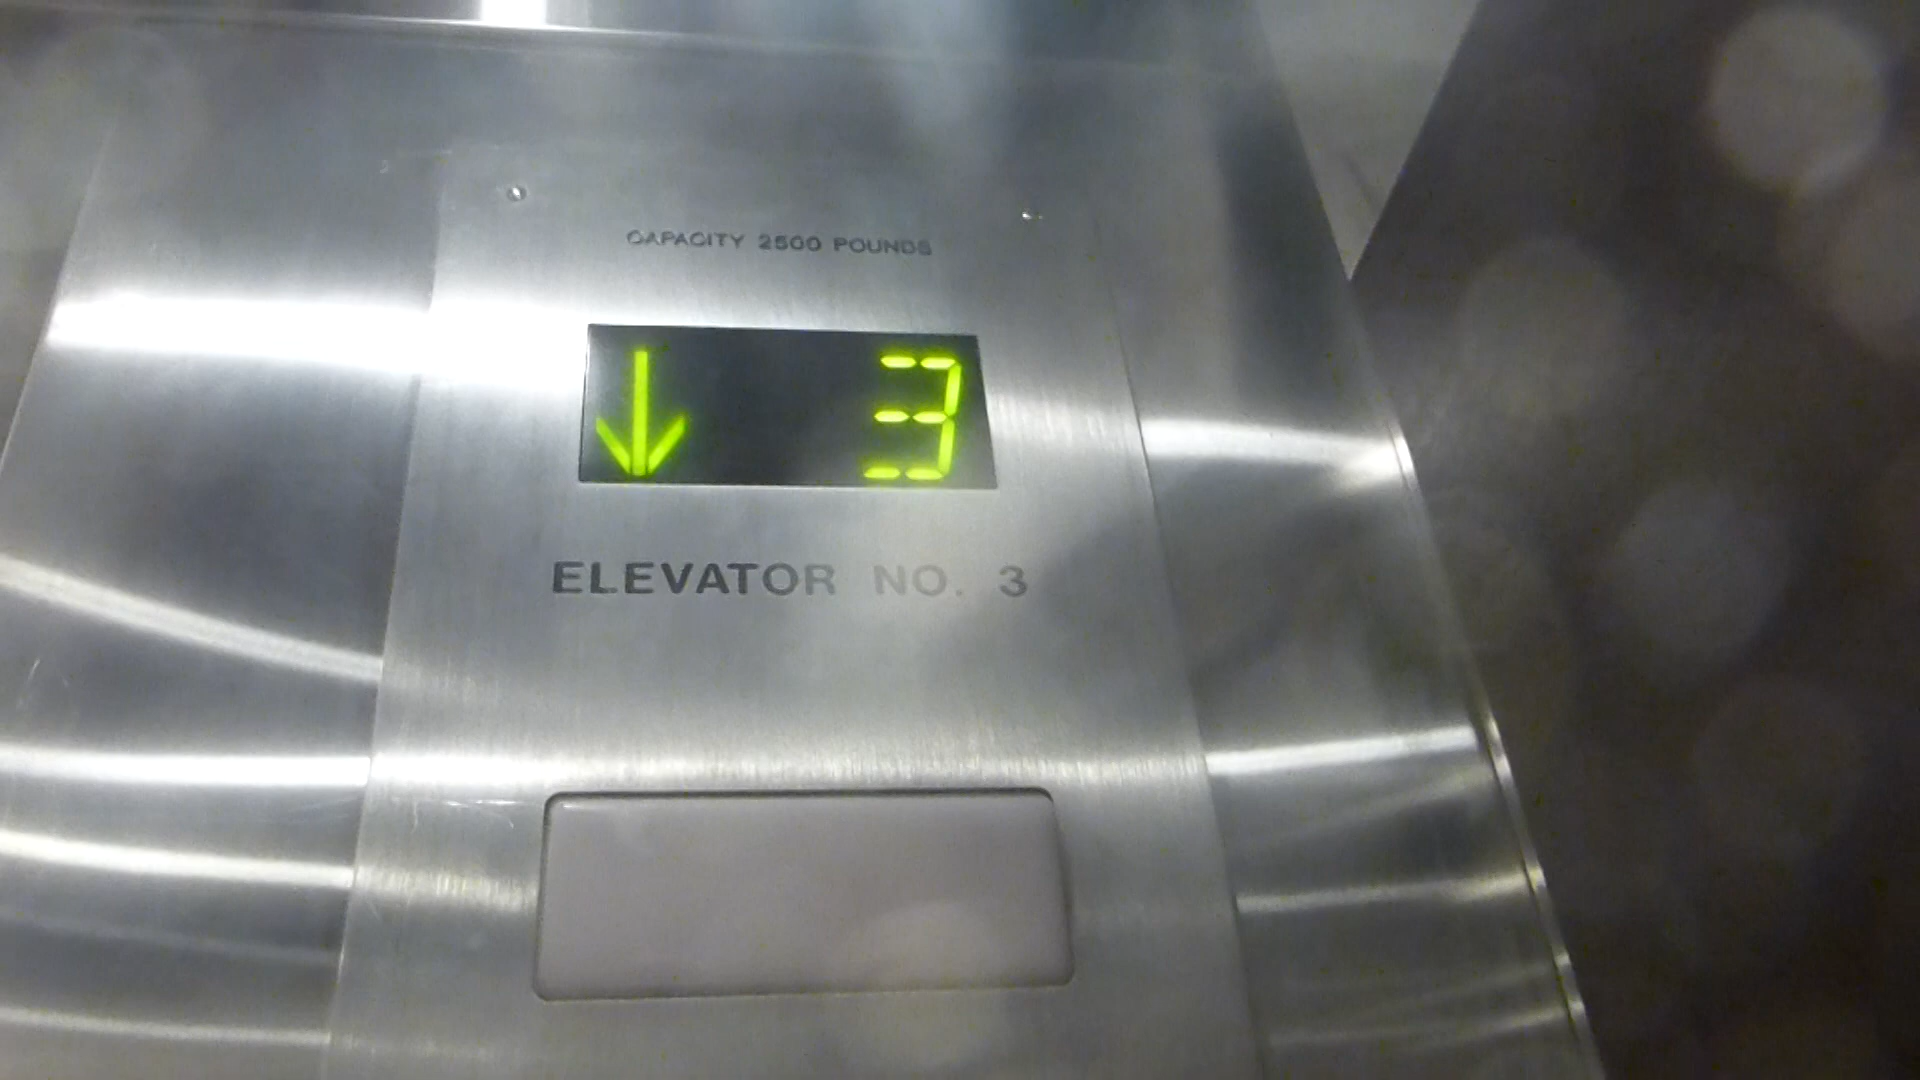 CAPACITY 2500 POUNDS
↓ 3
ELEVATOR NO. 3